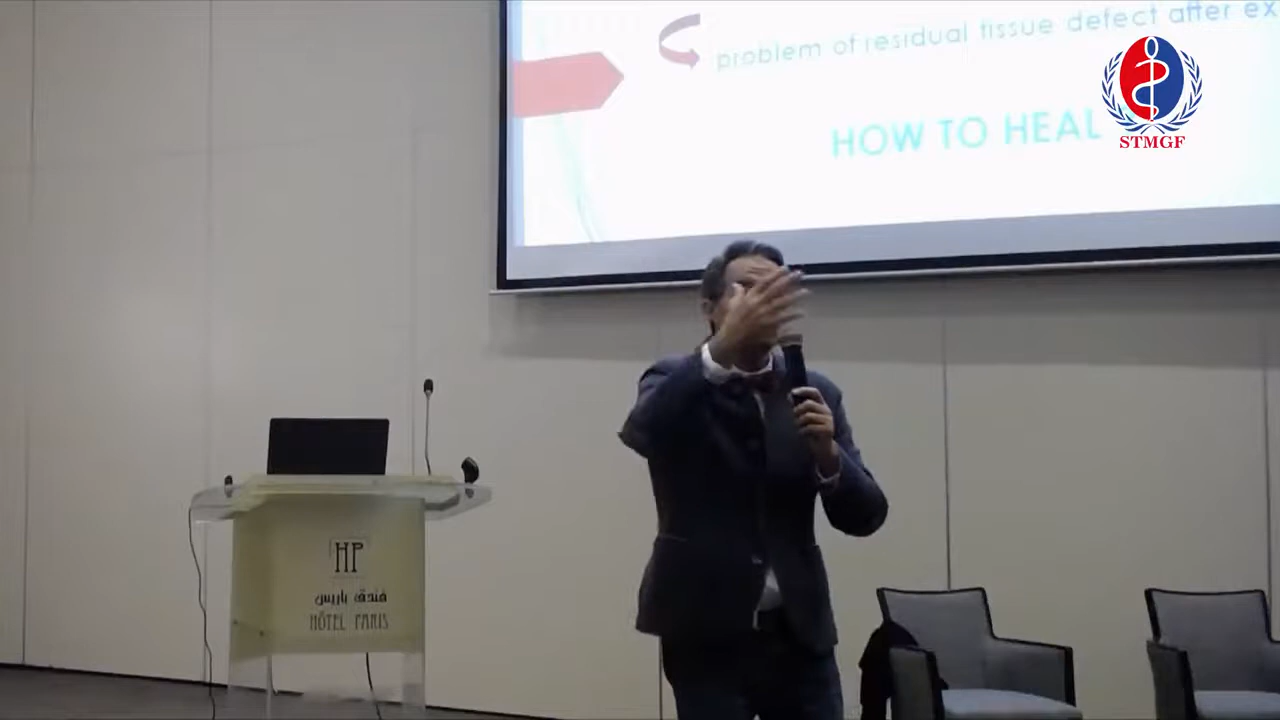 problem of residual tissue defect after ex
HOW TO HEAL
STMGF
HP
فندق باريس
HÔTEL PARIS